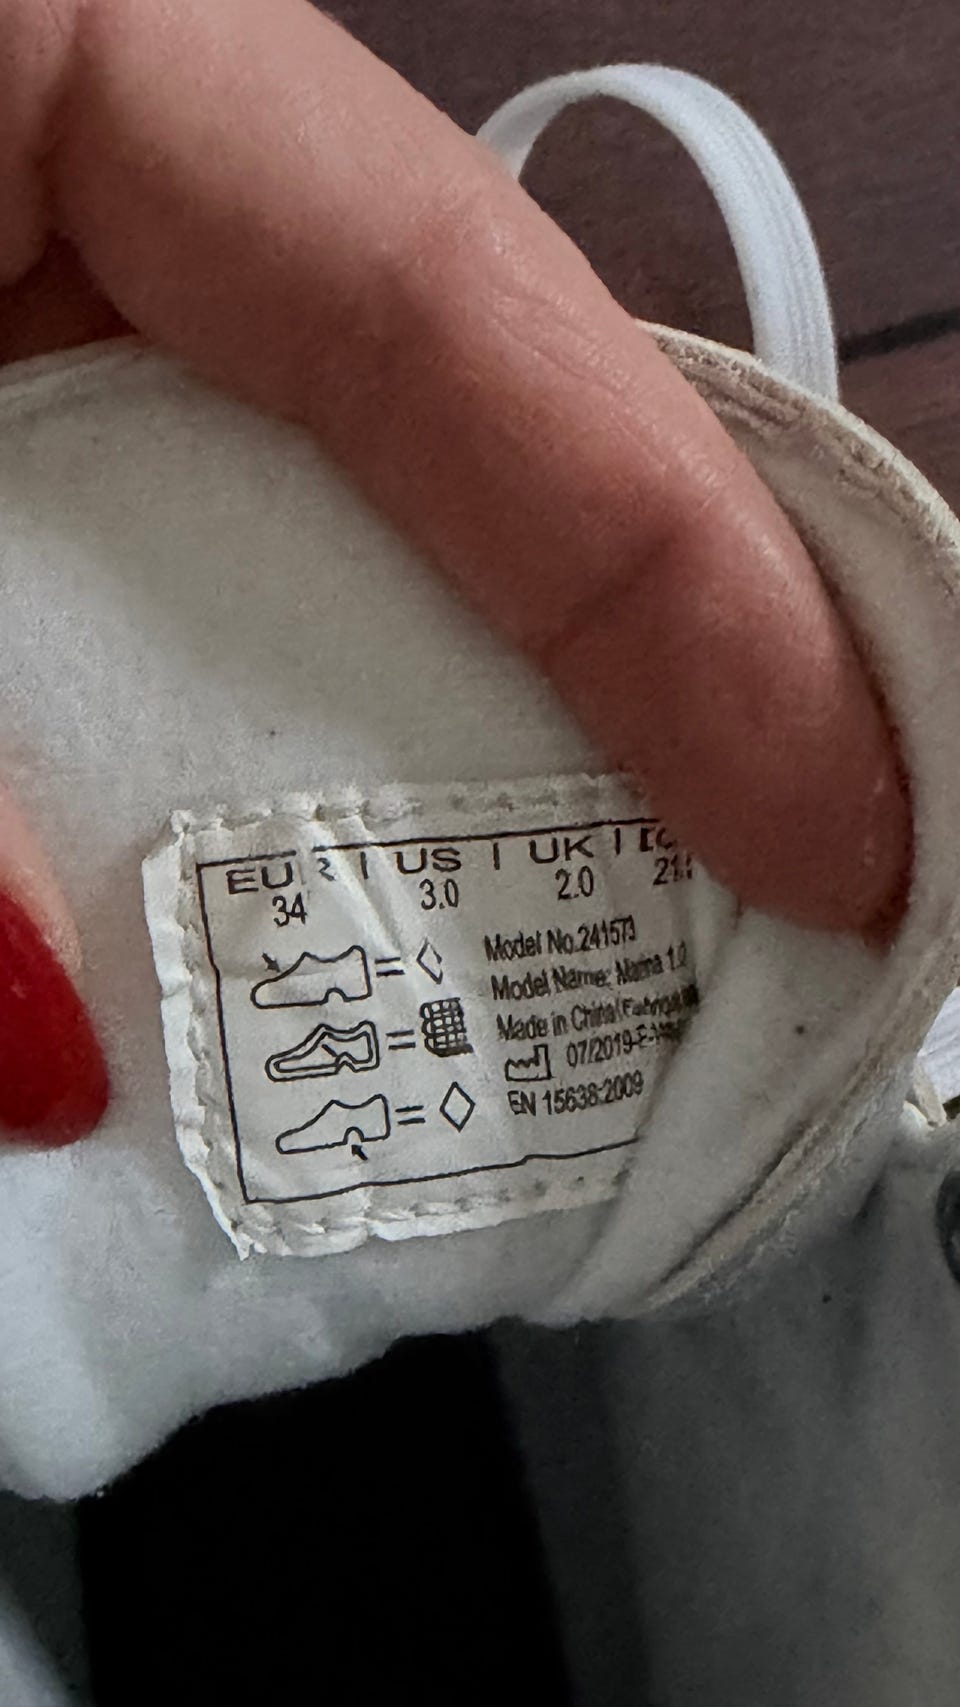 EU | US | UK |
34 3.0 2.0
= ◇
=
= ◇
Model No.241573
Model Name: Marina 1.0
Made in China
07/2019-E-
EN 15638:2009